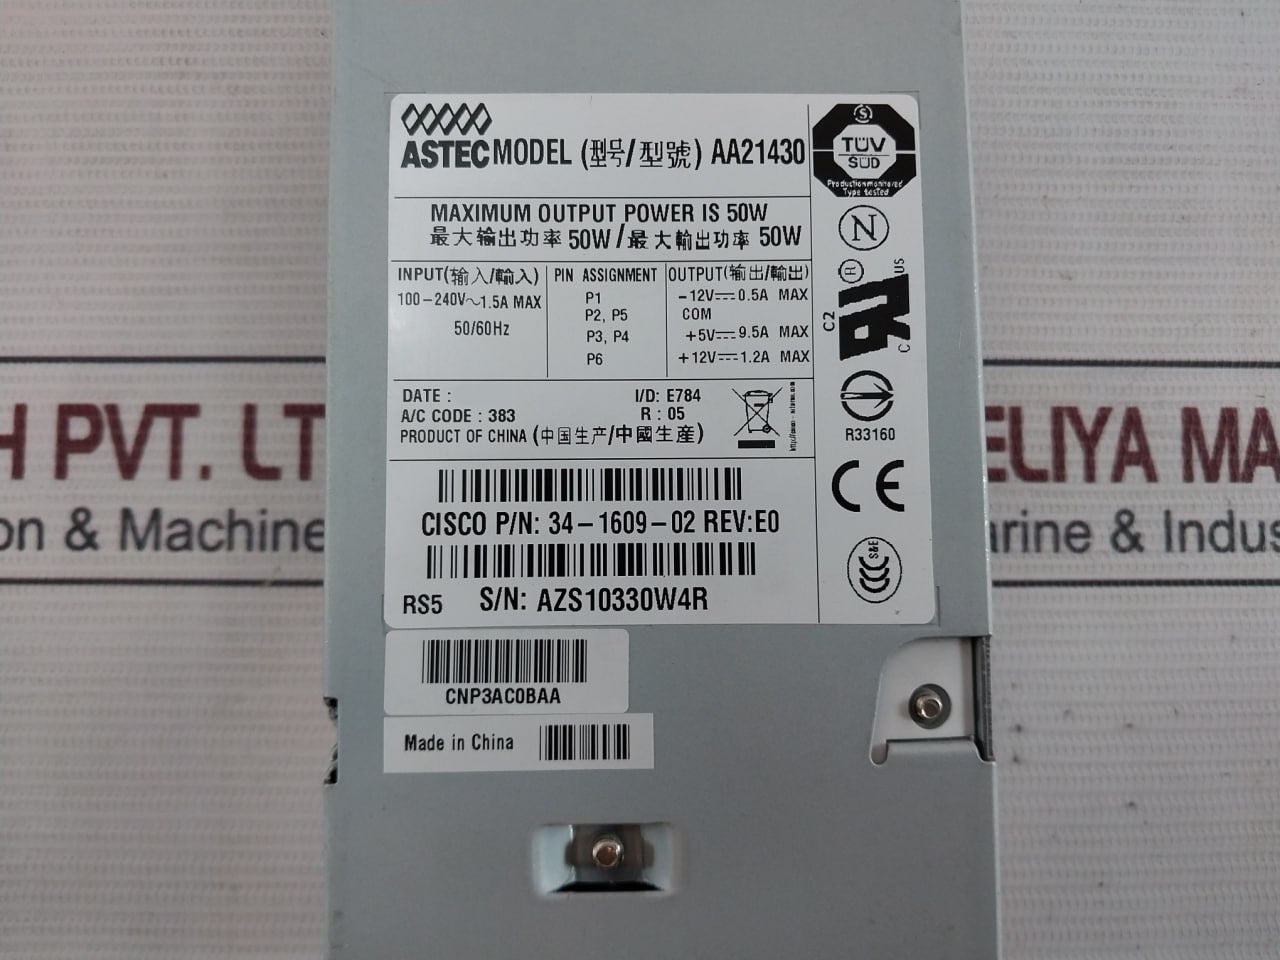 ASTEC MODEL (型号/型號) AA21430
MAXIMUM OUTPUT POWER IS 50W
最大输出功率 50W/最大輸出功率 50W
INPUT(输入/輸入) PIN ASSIGNMENT OUTPUT(输出/輸出)
100-240V~1.5A MAX P1 -12V⎓0.5A MAX
P2, P5 COM
50/60Hz P3, P4 +5V⎓9.5A MAX
P6 +12V⎓1.2A MAX
DATE : I/D: E784
A/C CODE : 383 R : 05
PRODUCT OF CHINA (中国生产/中國生産)
CISCO P/N: 34-1609-02 REV:E0
RS5 S/N: AZS10330W4R
S
TÜV
SÜD
Production monitored
Type tested
N
R
C2 US
C
R33160
CE
S&E
CNP3AC0BAA
Made in China
H PVT. LT
on & Machine
ELIYA MA
arine & Indus